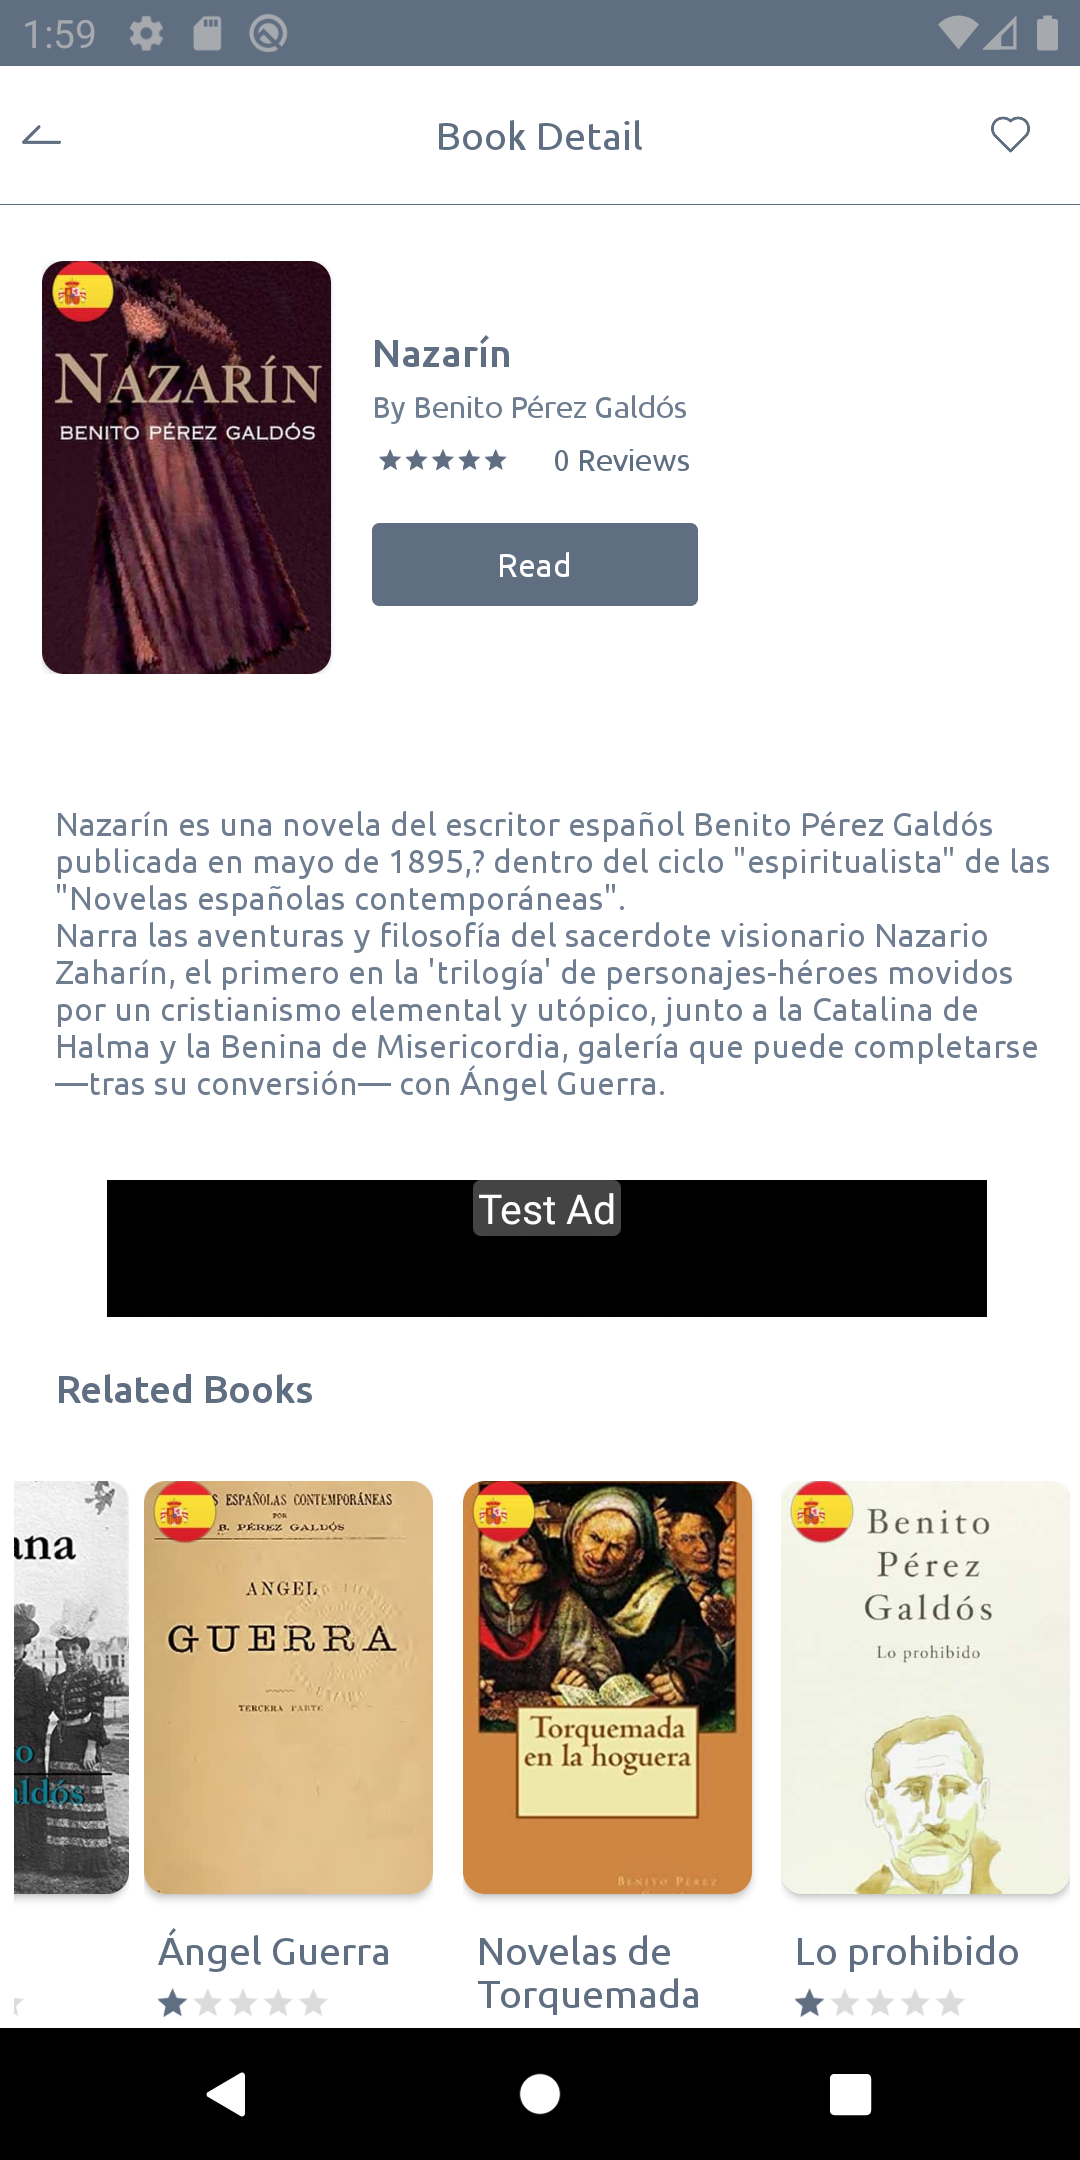 1:59
Book Detail
NAZARÍN
BENITO PÉREZ GALDÓS
Nazarín
By Benito Pérez Galdós
0 Reviews
Read
Nazarín es una novela del escritor español Benito Pérez Galdós
publicada en mayo de 1895,? dentro del ciclo "espiritualista" de las
"Novelas españolas contemporáneas".
Narra las aventuras y filosofía del sacerdote visionario Nazario
Zaharín, el primero en la 'trilogía' de personajes-héroes movidos
por un cristianismo elemental y utópico, junto a la Catalina de
Halma y la Benina de Misericordia, galería que puede completarse
—tras su conversión— con Ángel Guerra.
Test Ad
Related Books
ana
o
aldós
S ESPAÑOLAS CONTEMPORÁNEAS
POR
B. PÉREZ GALDÓS
ANGEL
GUERRA
TERCERA PARTE
Torquemada
en la hoguera
BENITO PEREZ
Benito
Pérez
Galdós
Lo prohibido
Ángel Guerra
Novelas de
Torquemada
Lo prohibido